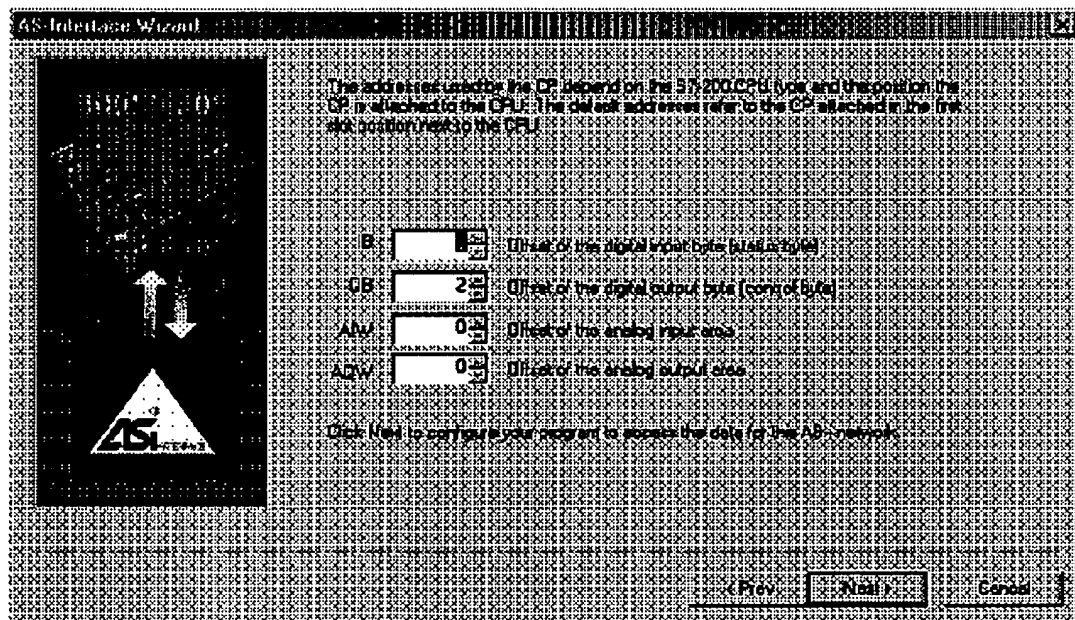 AS-Interface Wizard
The addresses used by the CP depend on the S7-200 CPU type and the position the
CP is attached to the CPU. The default addresses refer to the CP attached in the first
slot position next to the CPU.
IB
Offset of the digital input byte (status byte)
QB 2
Offset of the digital output byte (control byte)
AIW 0
Offset of the analog input area
AQW 0
Offset of the analog output area
ASi
Click Next to configure your program to access the data for the AS-i network.
< Prev Next > Cancel